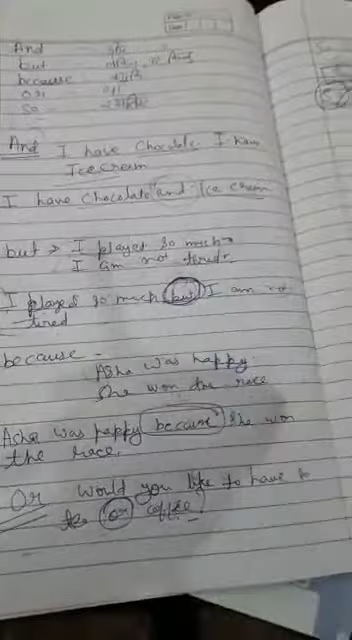 And
but
because
or
so
And I have chocolate I have
Icecream
I have chocolate and Ice cream
but → I played so much
I am not tired
I played so much but I am not
tired
because -
Asha was happy
She won the race
Asha was happy because she won
the race.
Or would you like to have
or coffee.